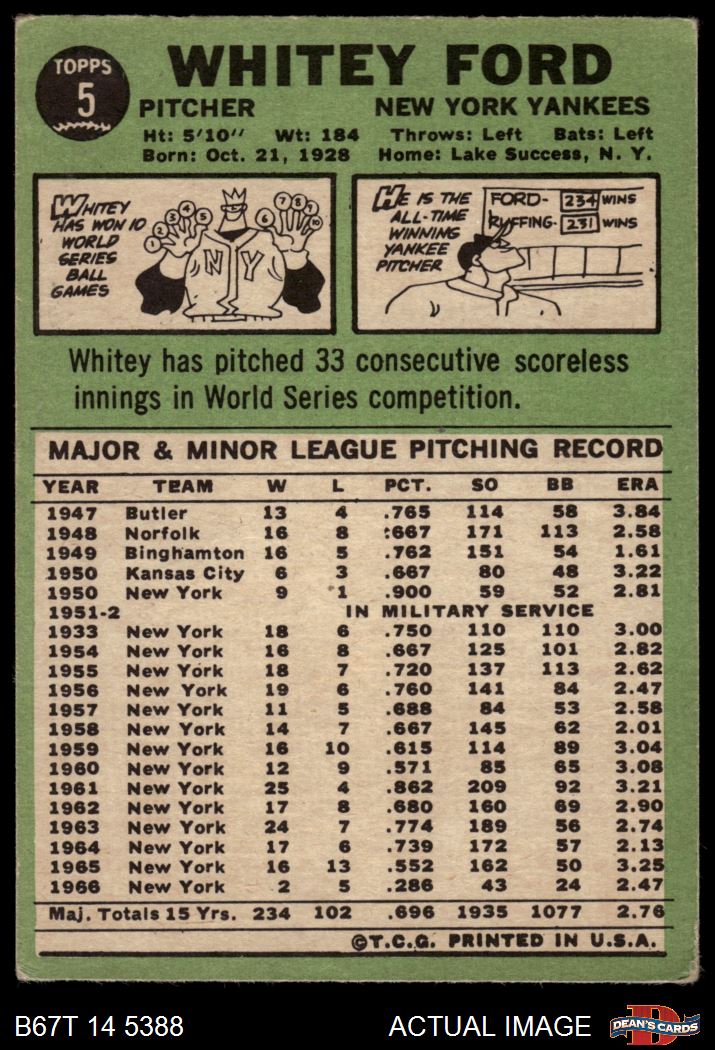 TOPPS
5
WHITEY FORD
PITCHER NEW YORK YANKEES
Ht: 5'10" Wt: 184 Throws: Left Bats: Left
Born: Oct. 21, 1928 Home: Lake Success, N. Y.
WHITEY
HAS WON 10
WORLD
SERIES
BALL
GAMES
1 2 3 4 5 6 7 8 9 10
NY
HE IS THE
ALL-TIME
WINNING
YANKEE
PITCHER
FORD- 234 WINS
RUFFING- 231 WINS
Whitey has pitched 33 consecutive scoreless
innings in World Series competition.
MAJOR & MINOR LEAGUE PITCHING RECORD
YEAR TEAM W L PCT. SO BB ERA
1947 Butler 13 4 .765 114 58 3.84
1948 Norfolk 16 8 :667 171 113 2.58
1949 Binghamton 16 5 .762 151 54 1.61
1950 Kansas City 6 3 .667 80 48 3.22
1950 New York 9 1 .900 59 52 2.81
1951-2 IN MILITARY SERVICE
1933 New York 18 6 .750 110 110 3.00
1954 New York 16 8 .667 125 101 2.82
1955 New York 18 7 .720 137 113 2.62
1956 New York 19 6 .760 141 84 2.47
1957 New York 11 5 .688 84 53 2.58
1958 New York 14 7 .667 145 62 2.01
1959 New York 16 10 .615 114 89 3.04
1960 New York 12 9 .571 85 65 3.08
1961 New York 25 4 .862 209 92 3.21
1962 New York 17 8 .680 160 69 2.90
1963 New York 24 7 .774 189 56 2.74
1964 New York 17 6 .739 172 57 2.13
1965 New York 16 13 .552 162 50 3.25
1966 New York 2 5 .286 43 24 2.47
Maj. Totals 15 Yrs. 234 102 .696 1935 1077 2.76
©T.C.G. PRINTED IN U.S.A.
B67T 14 5388 ACTUAL IMAGE
D
DEAN'S CARDS